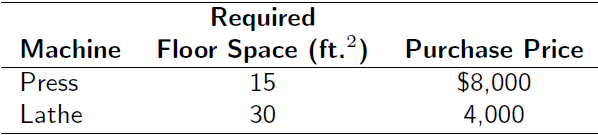 Required
Machine Floor Space (ft.²) Purchase Price
Press 15 $8,000
Lathe 30 4,000